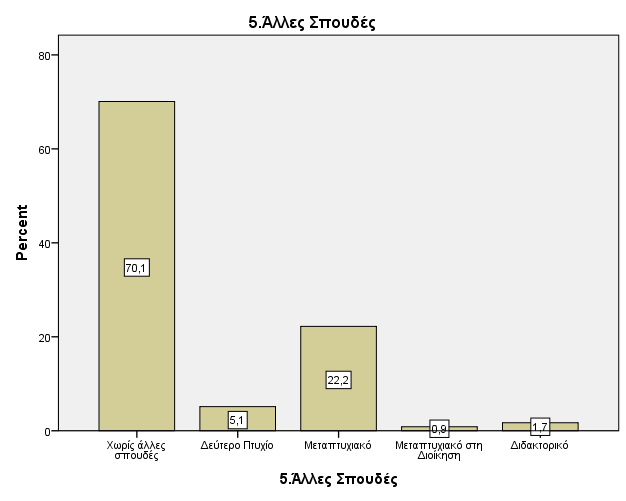 5.Άλλες Σπουδές
Percent
80
60
40
20
0
70,1
5,1
22,2
0,9
1,7
Χωρίς άλλες
σπουδές
Δεύτερο Πτυχίο
Μεταπτυχιακό
Μεταπτυχιακό στη
Διοίκηση
Διδακτορικό
5.Άλλες Σπουδές